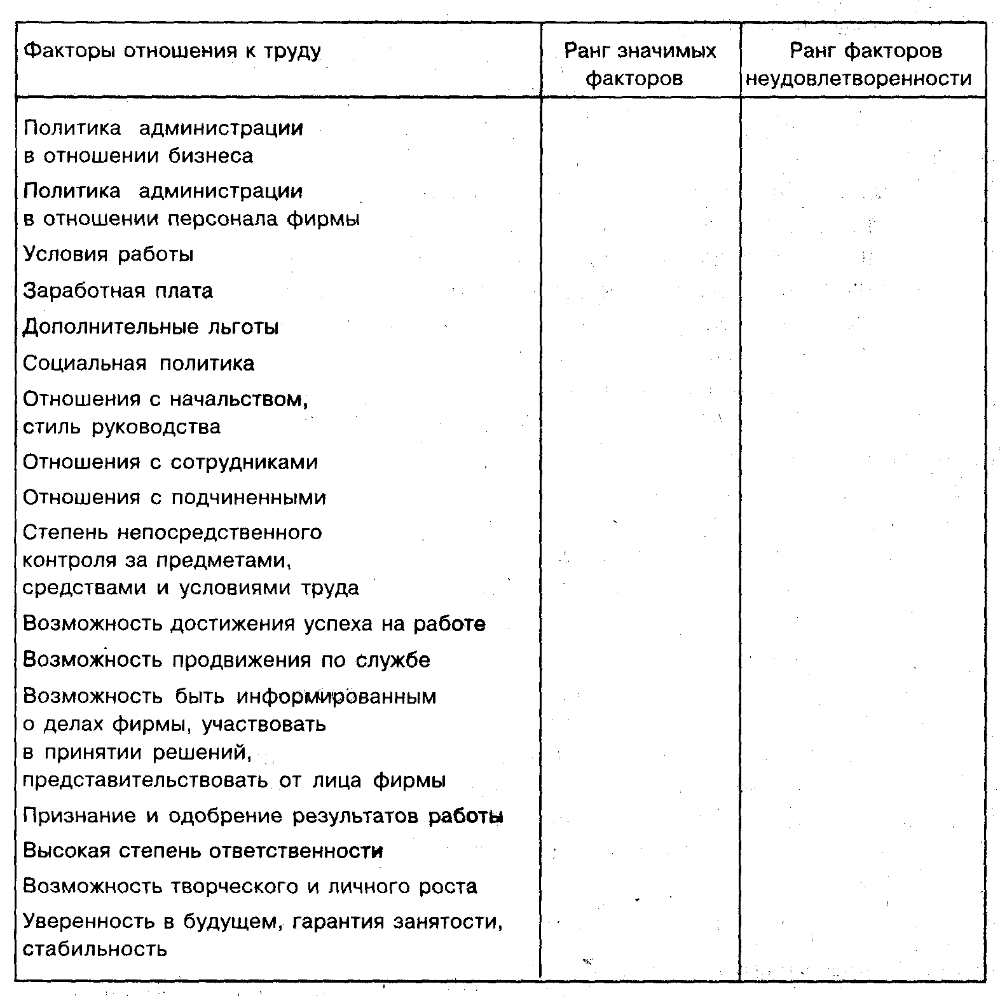 Факторы отношения к труду
Ранг значимых
факторов
Ранг факторов
неудовлетворенности
Политика администрации
в отношении бизнеса
Политика администрации
в отношении персонала фирмы
Условия работы
Заработная плата
Дополнительные льготы
Социальная политика
Отношения с начальством,
стиль руководства
Отношения с сотрудниками
Отношения с подчиненными
Степень непосредственного
контроля за предметами,
средствами и условиями труда
Возможность достижения успеха на работе
Возможность продвижения по службе
Возможность быть информированным
о делах фирмы, участвовать
в принятии решений,
представительствовать от лица фирмы
Признание и одобрение результатов работы
Высокая степень ответственности
Возможность творческого и личного роста
Уверенность в будущем, гарантия занятости,
стабильность